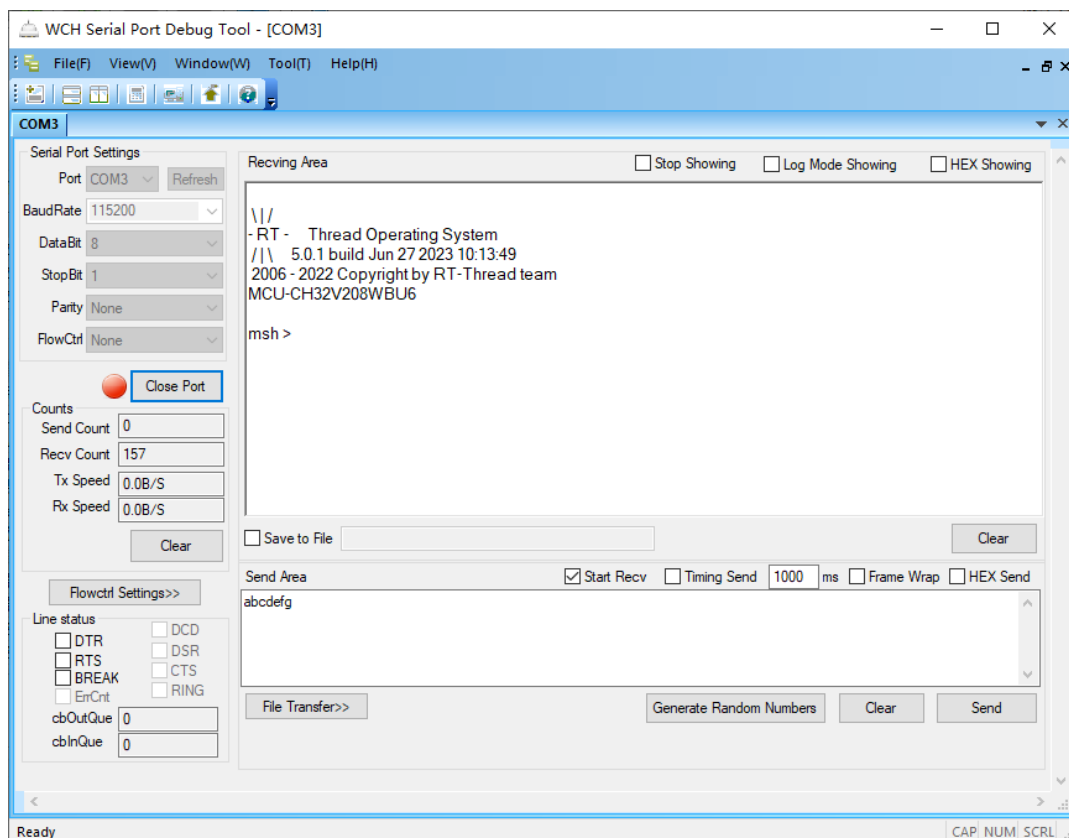 WCH Serial Port Debug Tool - [COM3]
File(F) View(V) Window(W) Tool(T) Help(H)
COM3
Serial Port Settings
Port COM3 Refresh
BaudRate 115200
DataBit 8
StopBit 1
Parity None
FlowCtrl None
Close Port
Counts
Send Count 0
Recv Count 157
Tx Speed 0.0B/S
Rx Speed 0.0B/S
Clear
Flowctrl Settings>>
Line status
DTR DCD
RTS DSR
BREAK CTS
ErrCnt RING
cbOutQue 0
cbInQue 0
Recving Area Stop Showing Log Mode Showing HEX Showing
\ | /
- RT -     Thread Operating System
/ | \     5.0.1 build Jun 27 2023 10:13:49
2006 - 2022 Copyright by RT-Thread team
MCU-CH32V208WBU6
msh >
Save to File Clear
Send Area Start Recv Timing Send 1000 ms Frame Wrap HEX Send
abcdefg
File Transfer>> Generate Random Numbers Clear Send
Ready CAP NUM SCRL